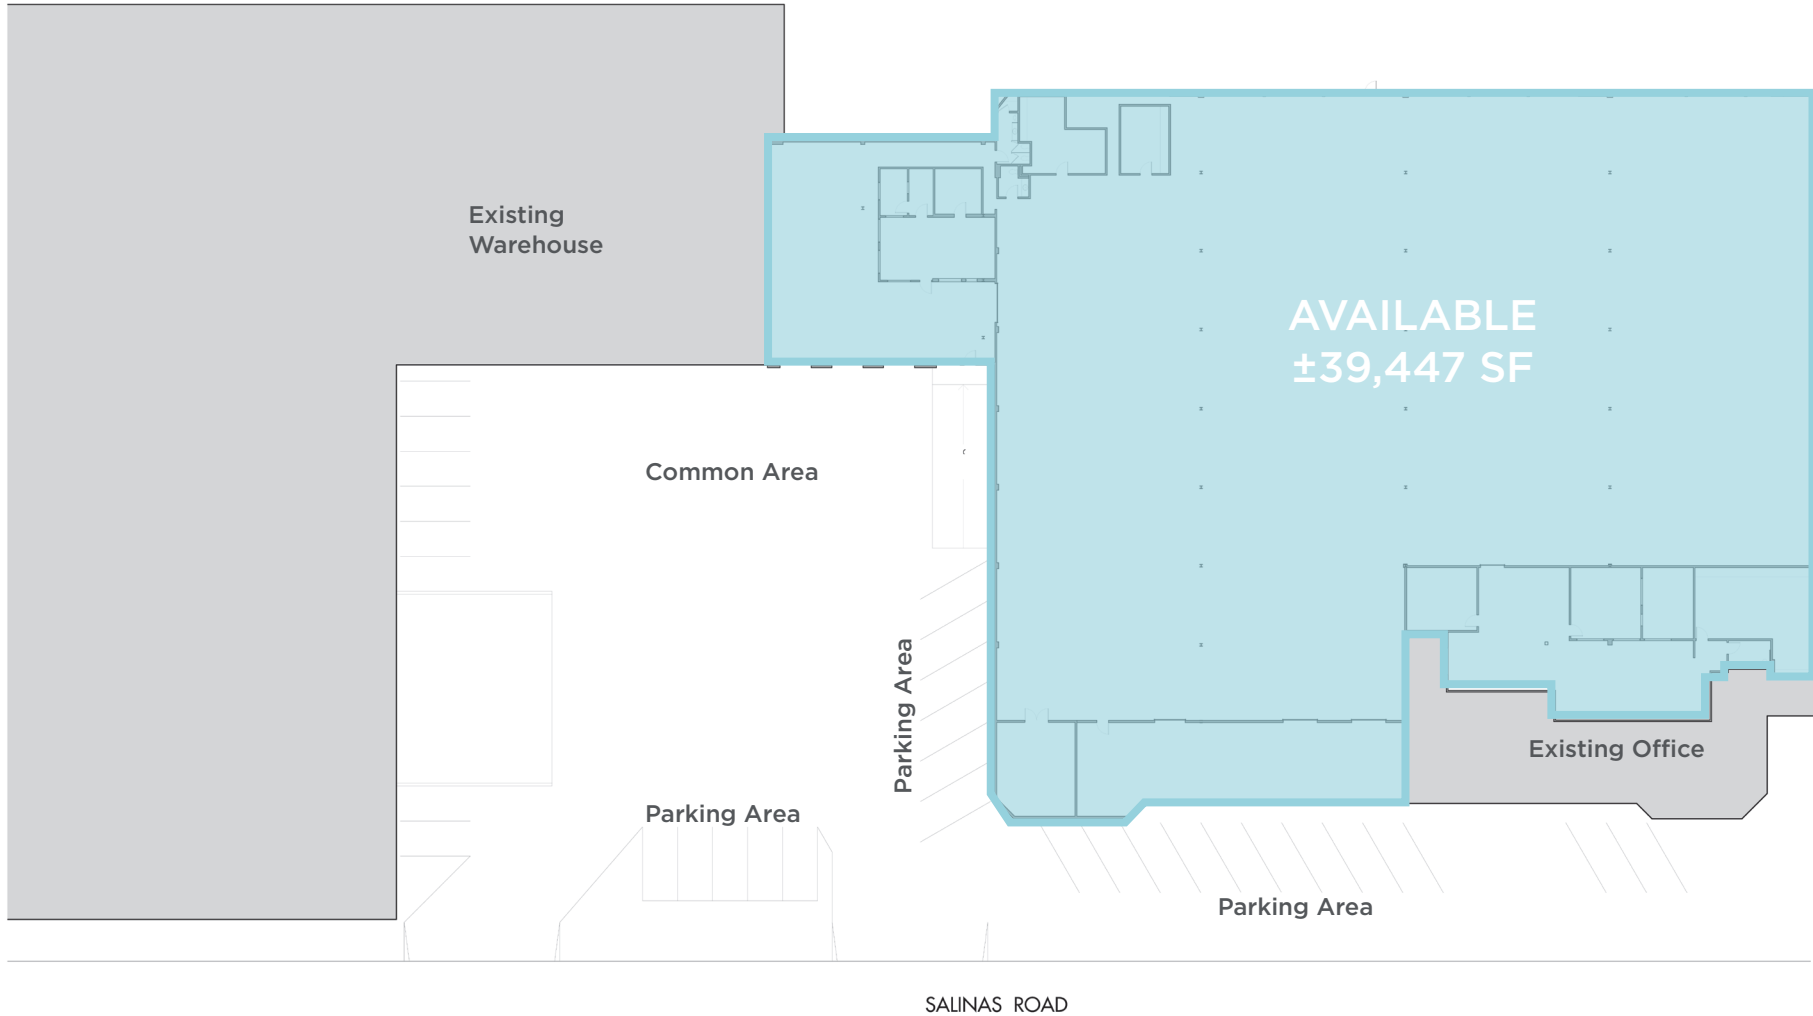 Existing
Warehouse
AVAILABLE
±39,447 SF
Common Area
Parking Area
Existing Office
Parking Area
Parking Area
SALINAS ROAD